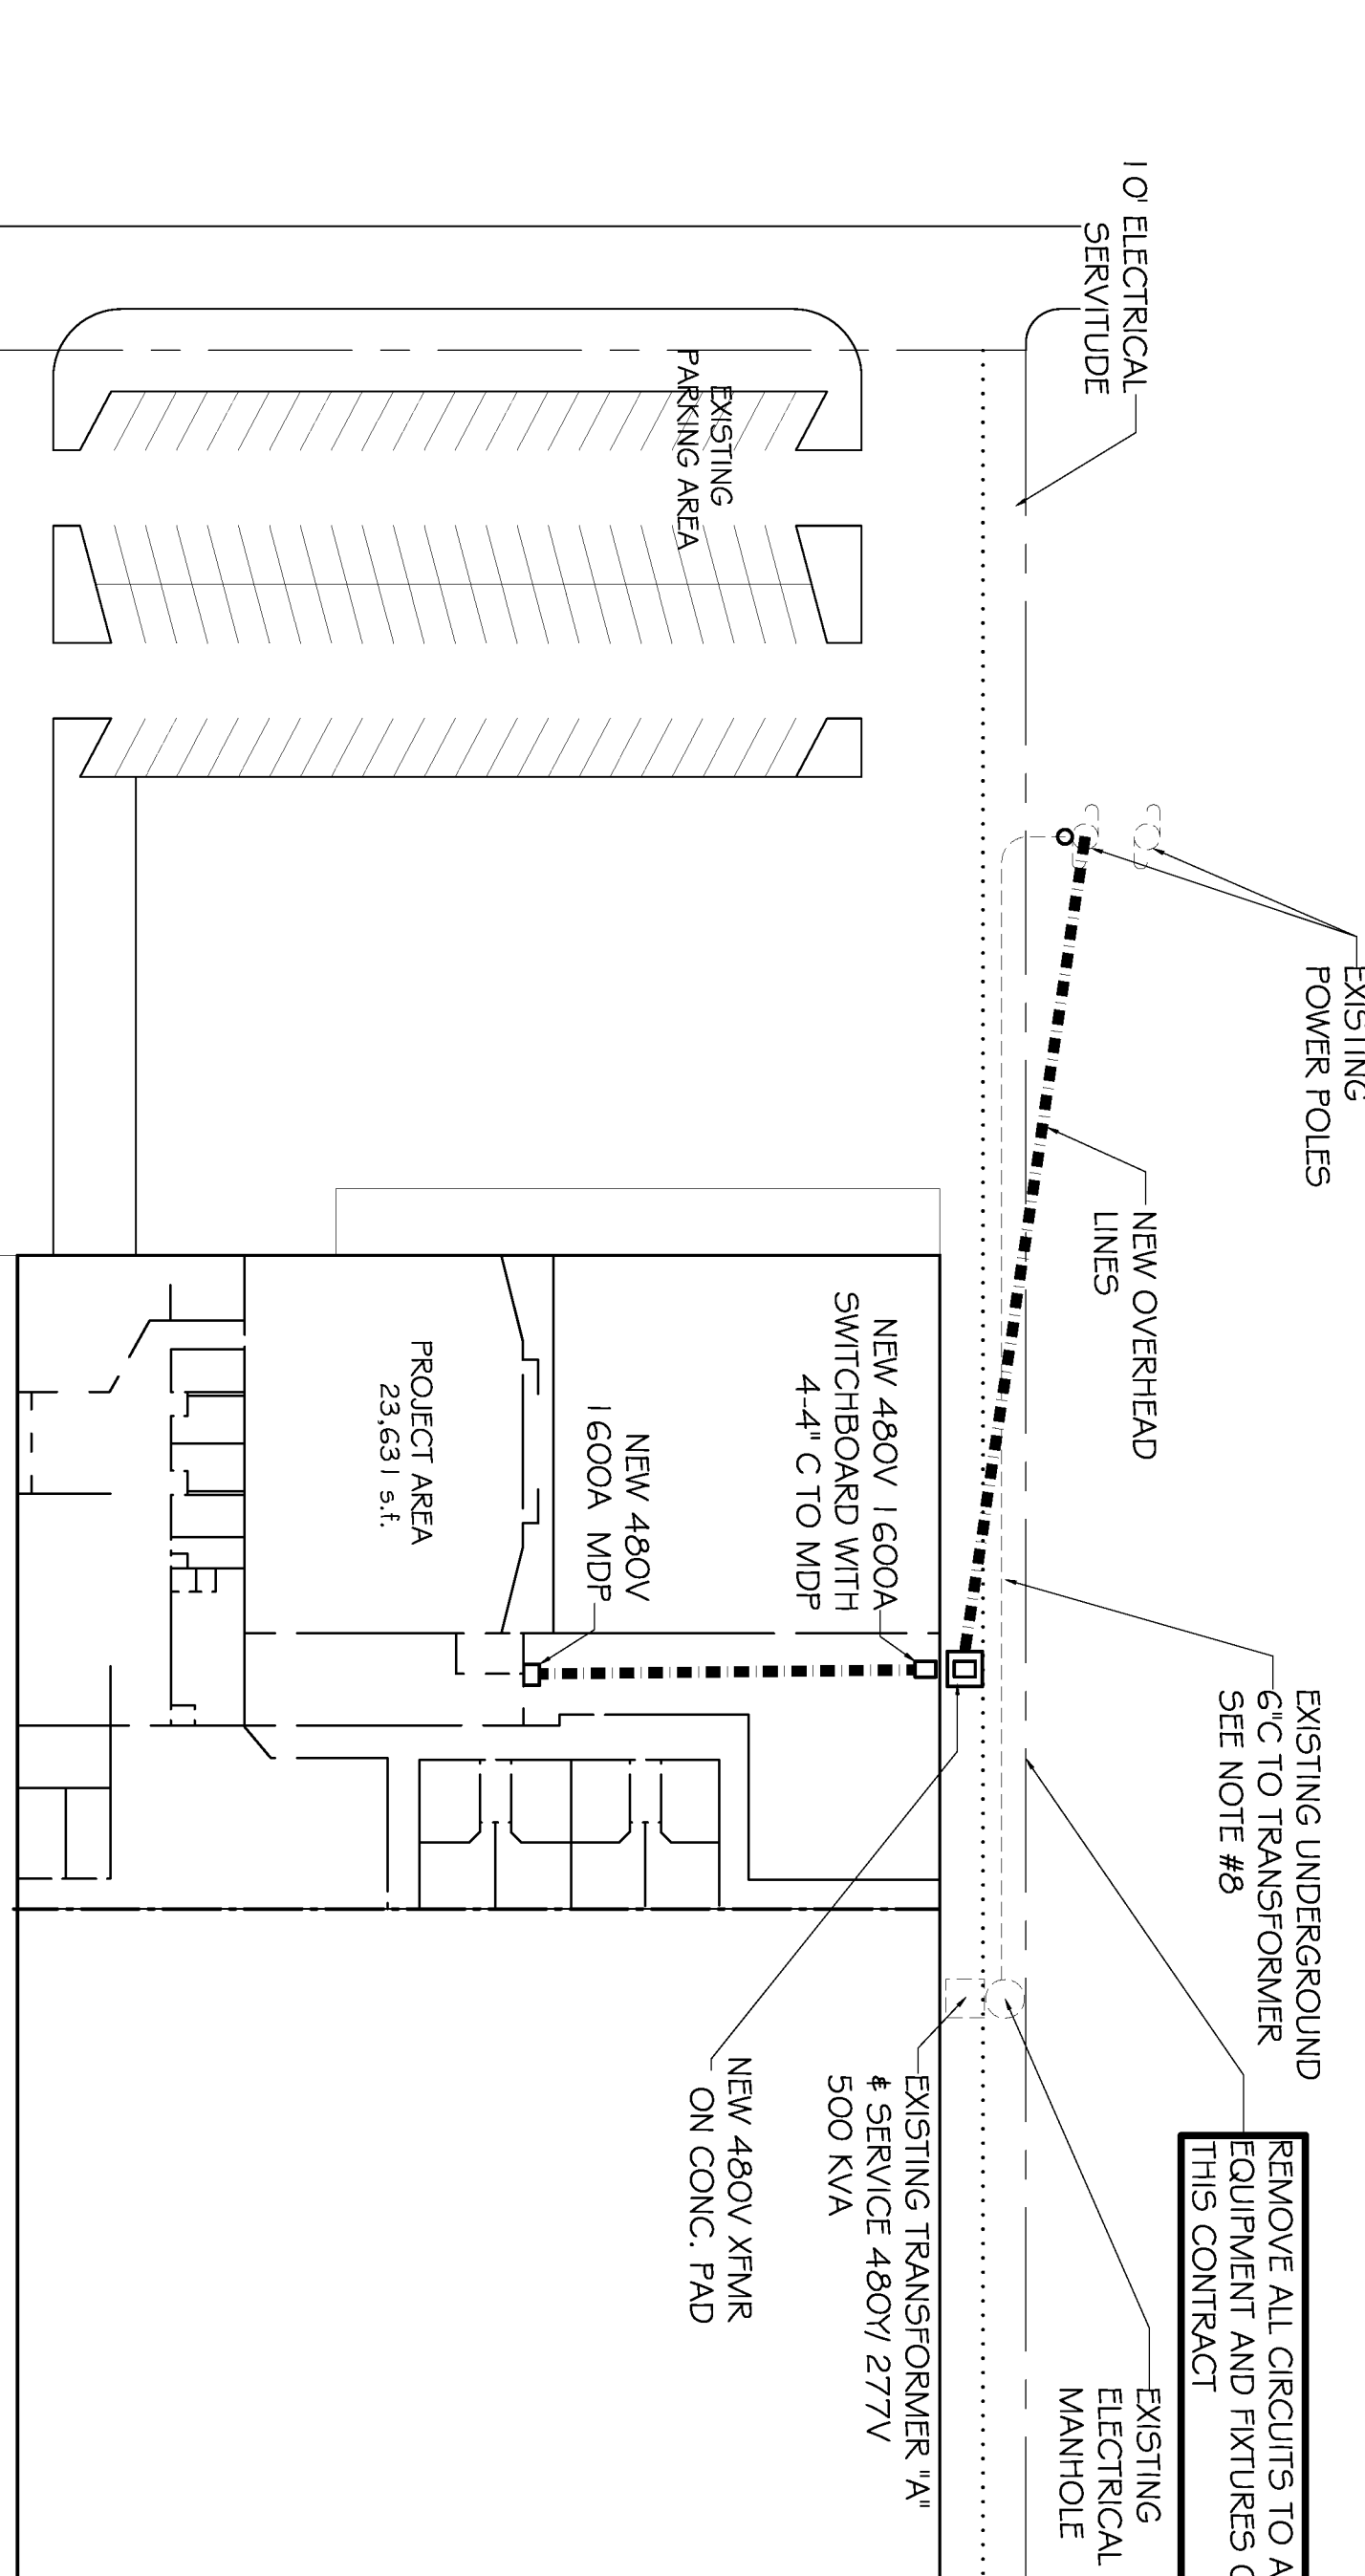 10' ELECTRICAL
SERVITUDE
EXISTING
PARKING AREA
EXISTING
POWER POLES
NEW OVERHEAD
LINES
NEW 480V 1600A
SWITCHBOARD WITH
4-4" C TO MDP
NEW 480V
1600A MDP
PROJECT AREA
23,631 s.f.
EXISTING UNDERGROUND
6"C TO TRANSFORMER
SEE NOTE #8
REMOVE ALL CIRCUITS TO
EQUIPMENT AND FIXTURES
THIS CONTRACT
EXISTING
ELECTRICAL
MANHOLE
EXISTING TRANSFORMER "A"
& SERVICE 480Y/277V
500 KVA
NEW 480V XFMR
ON CONC. PAD